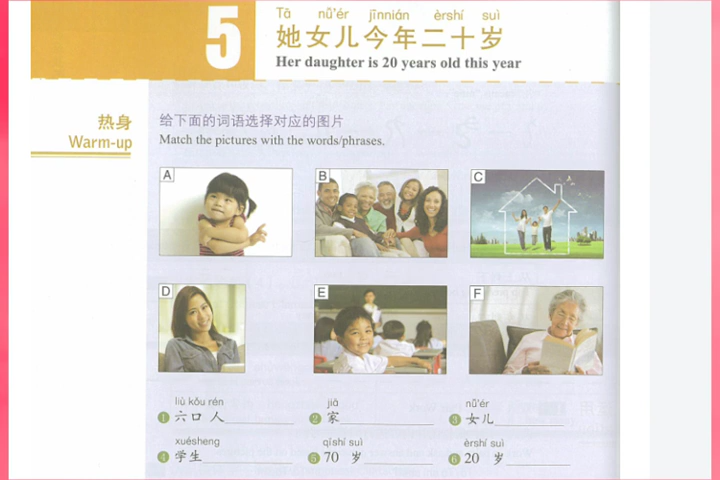 5
Tā nǚ'ér jīnnián èrshí suì
她女儿今年二十岁
Her daughter is 20 years old this year
热身
Warm-up
给下面的词语选择对应的图片
Match the pictures with the words/phrases.
A B C
D E F
liù kǒu rén jiā nǚ'ér
1 六口人 2 家 3 女儿
xuésheng qīshí suì èrshí suì
4 学生 5 70 岁 6 20 岁